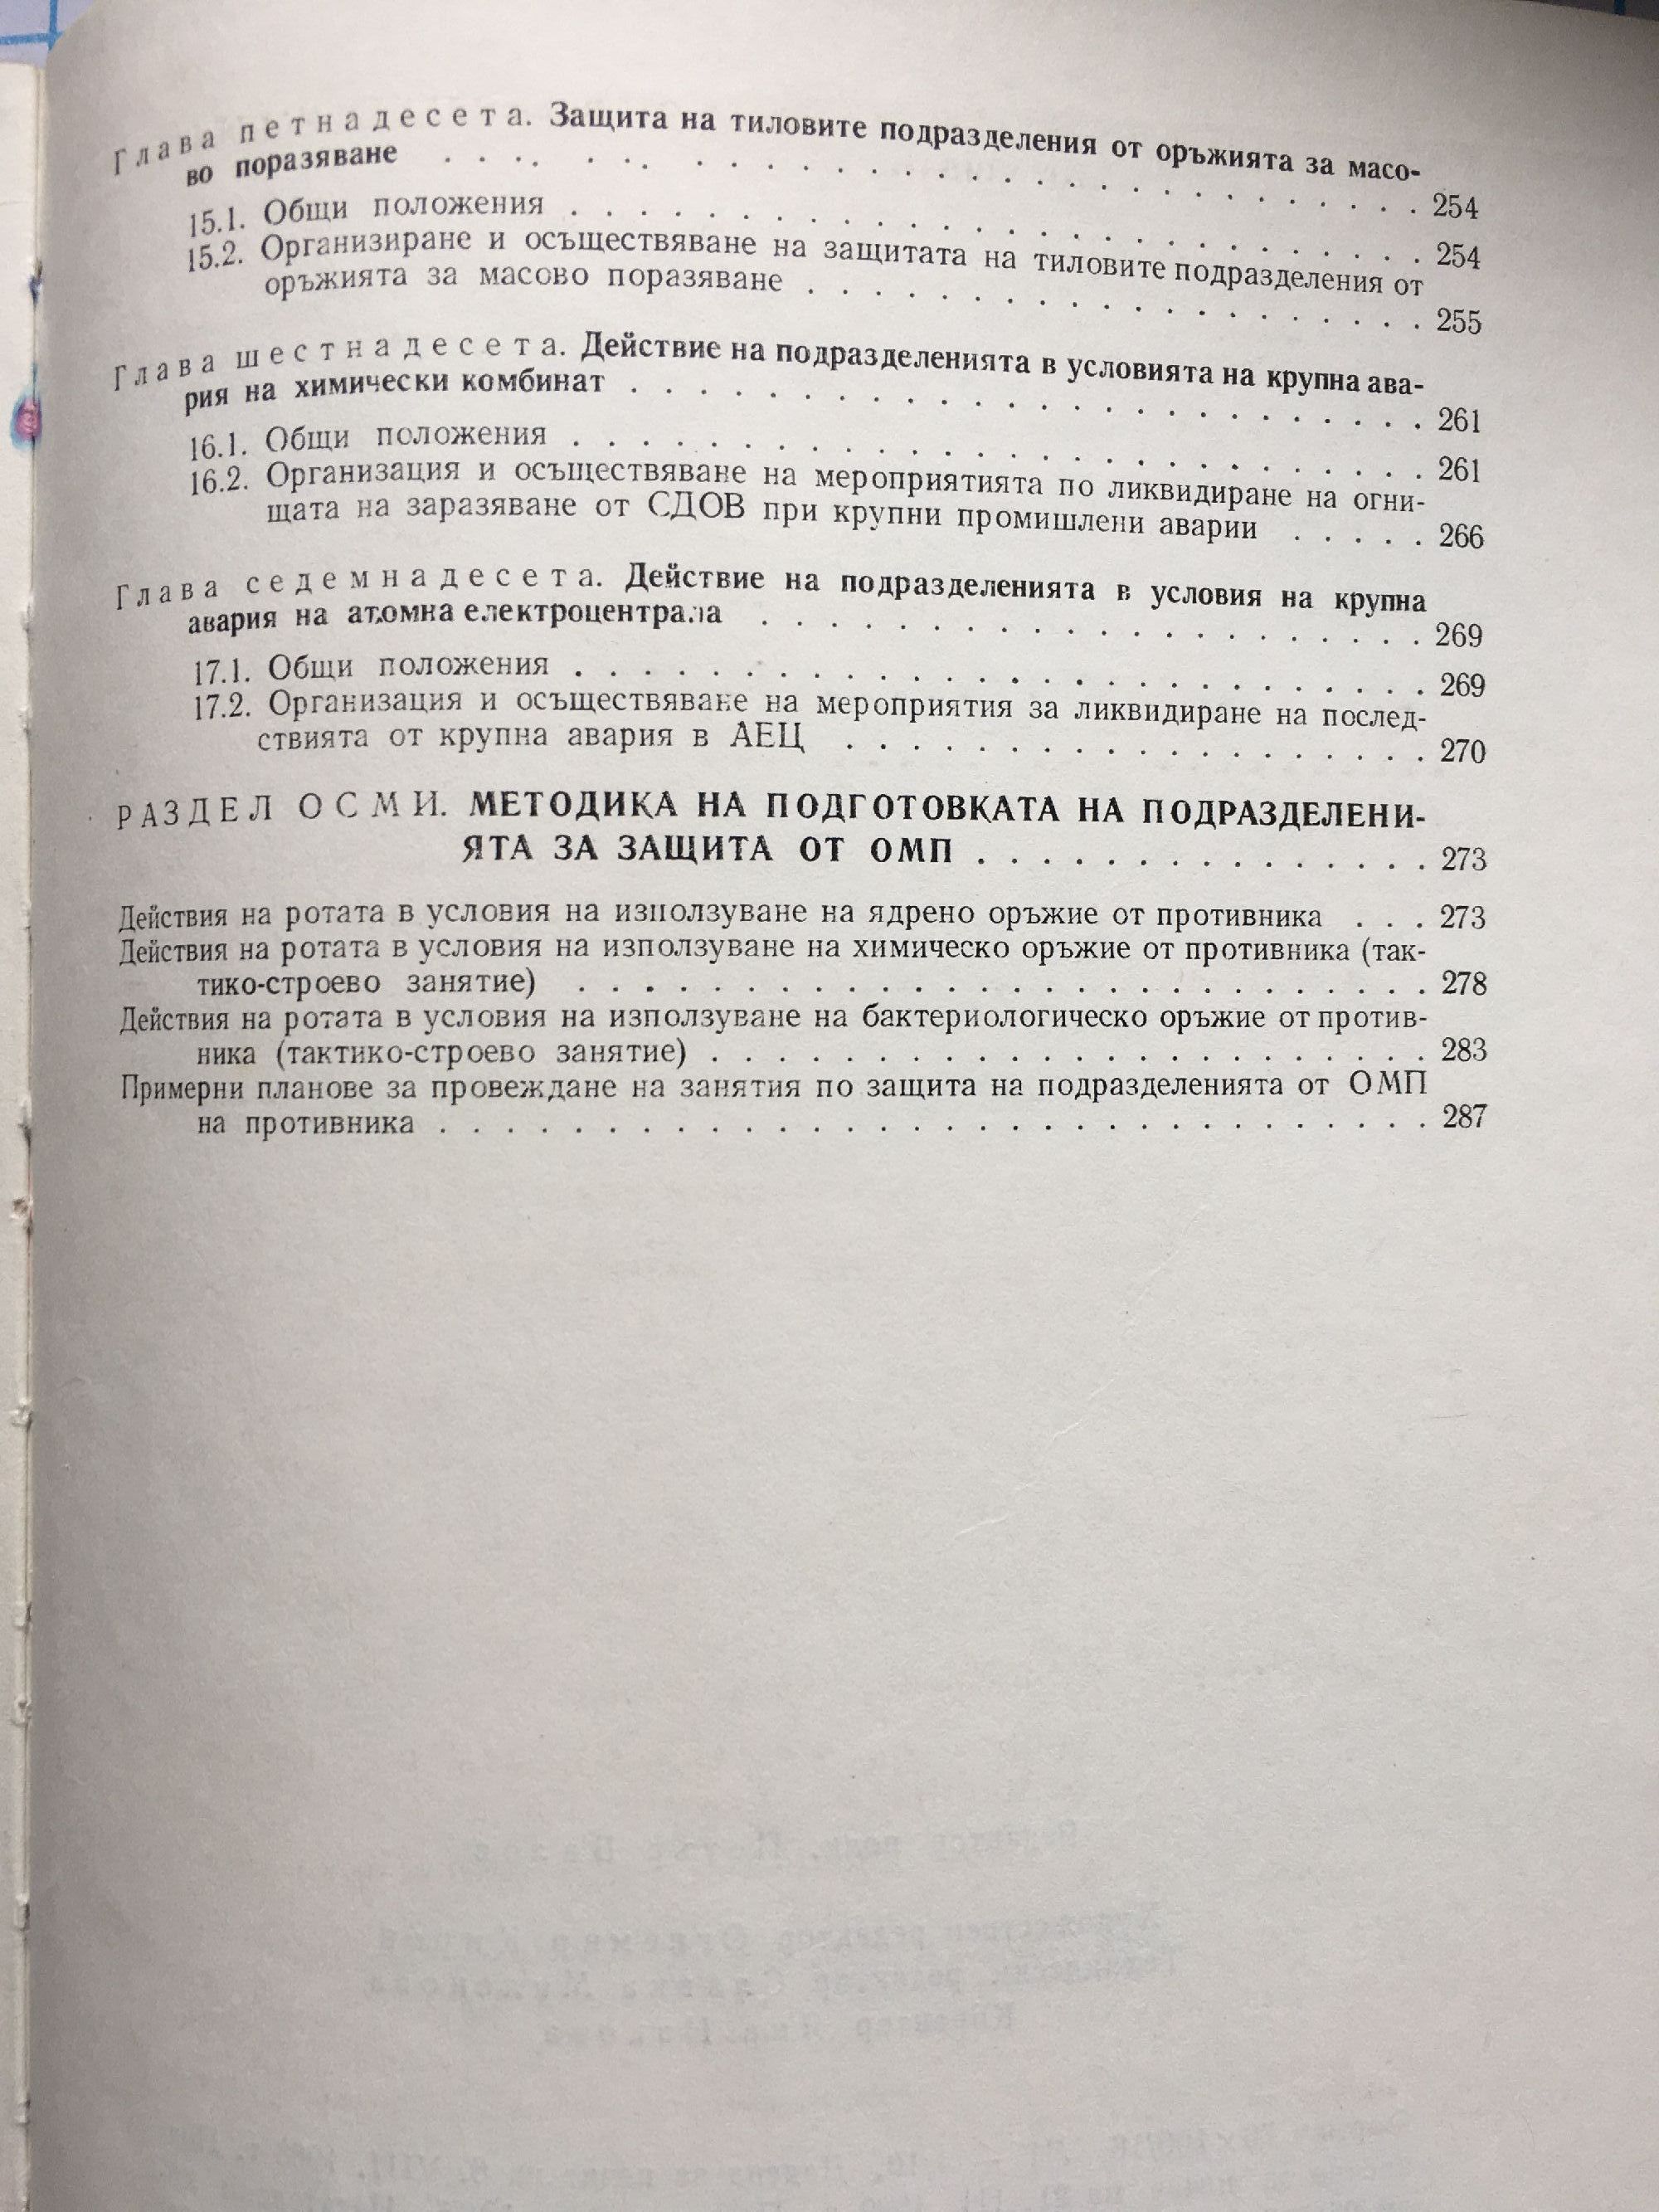 Глава петнадесета. Защита на тиловите подразделения от оръжията за масо-
во поразяване . . . . . . . . . . . . . . . . . . . . . . . . 254
15.1. Общи положения . . . . . . . . . . . . . . . . . . . . . . . . 254
15.2. Организиране и осъществяване на защитата на тиловите подразделения от
оръжията за масово поразяване . . . . . . . . . . . . . . . . . . . 255
Глава шестнадесета. Действие на подразделенията в условията на крупна ава-
рия на химически комбинат . . . . . . . . . . . . . . . . . . . . . . . . 261
16.1. Общи положения . . . . . . . . . . . . . . . . . . . . . . . . 261
16.2. Организация и осъществяване на мероприятията по ликвидиране на огни-
щата на заразяване от СДОВ при крупни промишлени аварии . . . . . 266
Глава седемнадесета. Действие на подразделенията в условия на крупна
авария на атомна електроцентрала . . . . . . . . . . . . . . . . . . . . 269
17.1. Общи положения . . . . . . . . . . . . . . . . . . . . . . . . 269
17.2. Организация и осъществяване на мероприятия за ликвидиране на послед-
ствията от крупна авария в АЕЦ . . . . . . . . . . . . . . . . . . 270
РАЗДЕЛ ОСМИ. МЕТОДИКА НА ПОДГОТОВКАТА НА ПОДРАЗДЕЛЕНИ-
ЯТА ЗА ЗАЩИТА ОТ ОМП . . . . . . . . . . . . . . 273
Действия на ротата в условия на използуване на ядрено оръжие от противника . . . 273
Действия на ротата в условия на използуване на химическо оръжие от противника (так-
тико-строево занятие) . . . . . . . . . . . . . . . . . . . . . . . . . . 278
Действия на ротата в условия на използуване на бактериологическо оръжие от против-
ника (тактико-строево занятие) . . . . . . . . . . . . . . . . . . . . . . 283
Примерни планове за провеждане на занятия по защита на подразделенията от ОМП
на противника . . . . . . . . . . . . . . . . . . . . . . . . . . . . . . 287